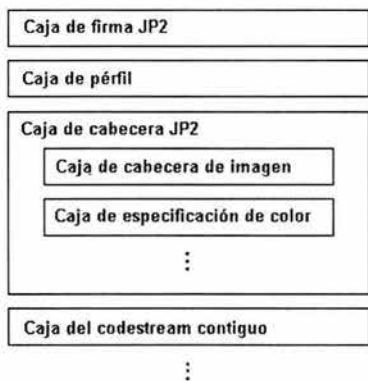 Caja de firma JP2
Caja de pérfil
Caja de cabecera JP2
Caja de cabecera de imagen
Caja de especificación de color
⋮
Caja del codestream contiguo
⋮